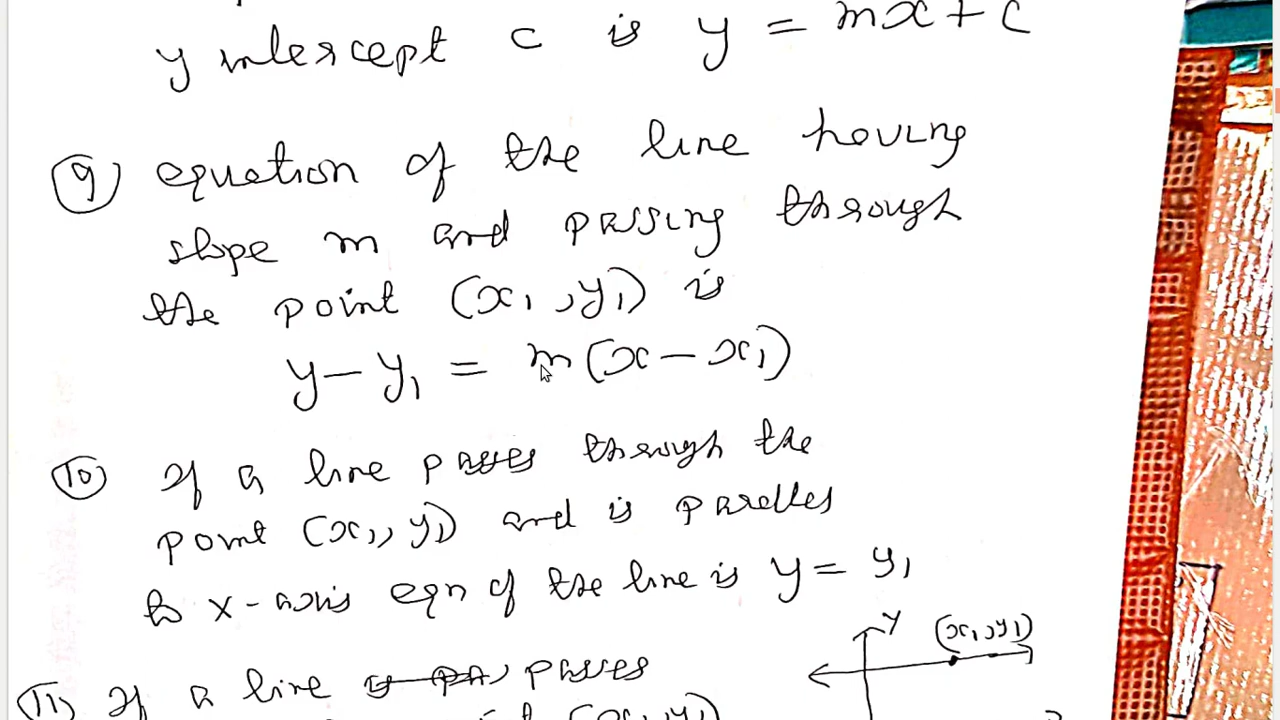 y intercept c is y = mx + c
(9) equation of the line having
slope m and passing through
the point (x₁, y₁) is
y - y₁ = m(x - x₁)
(10) If a line passes through the
point (x₁, y₁) and is parallel
to X-axis eqn of the line is y = y₁
y (x₁, y₁)
(11) If a line passes
(x₁, y₁)